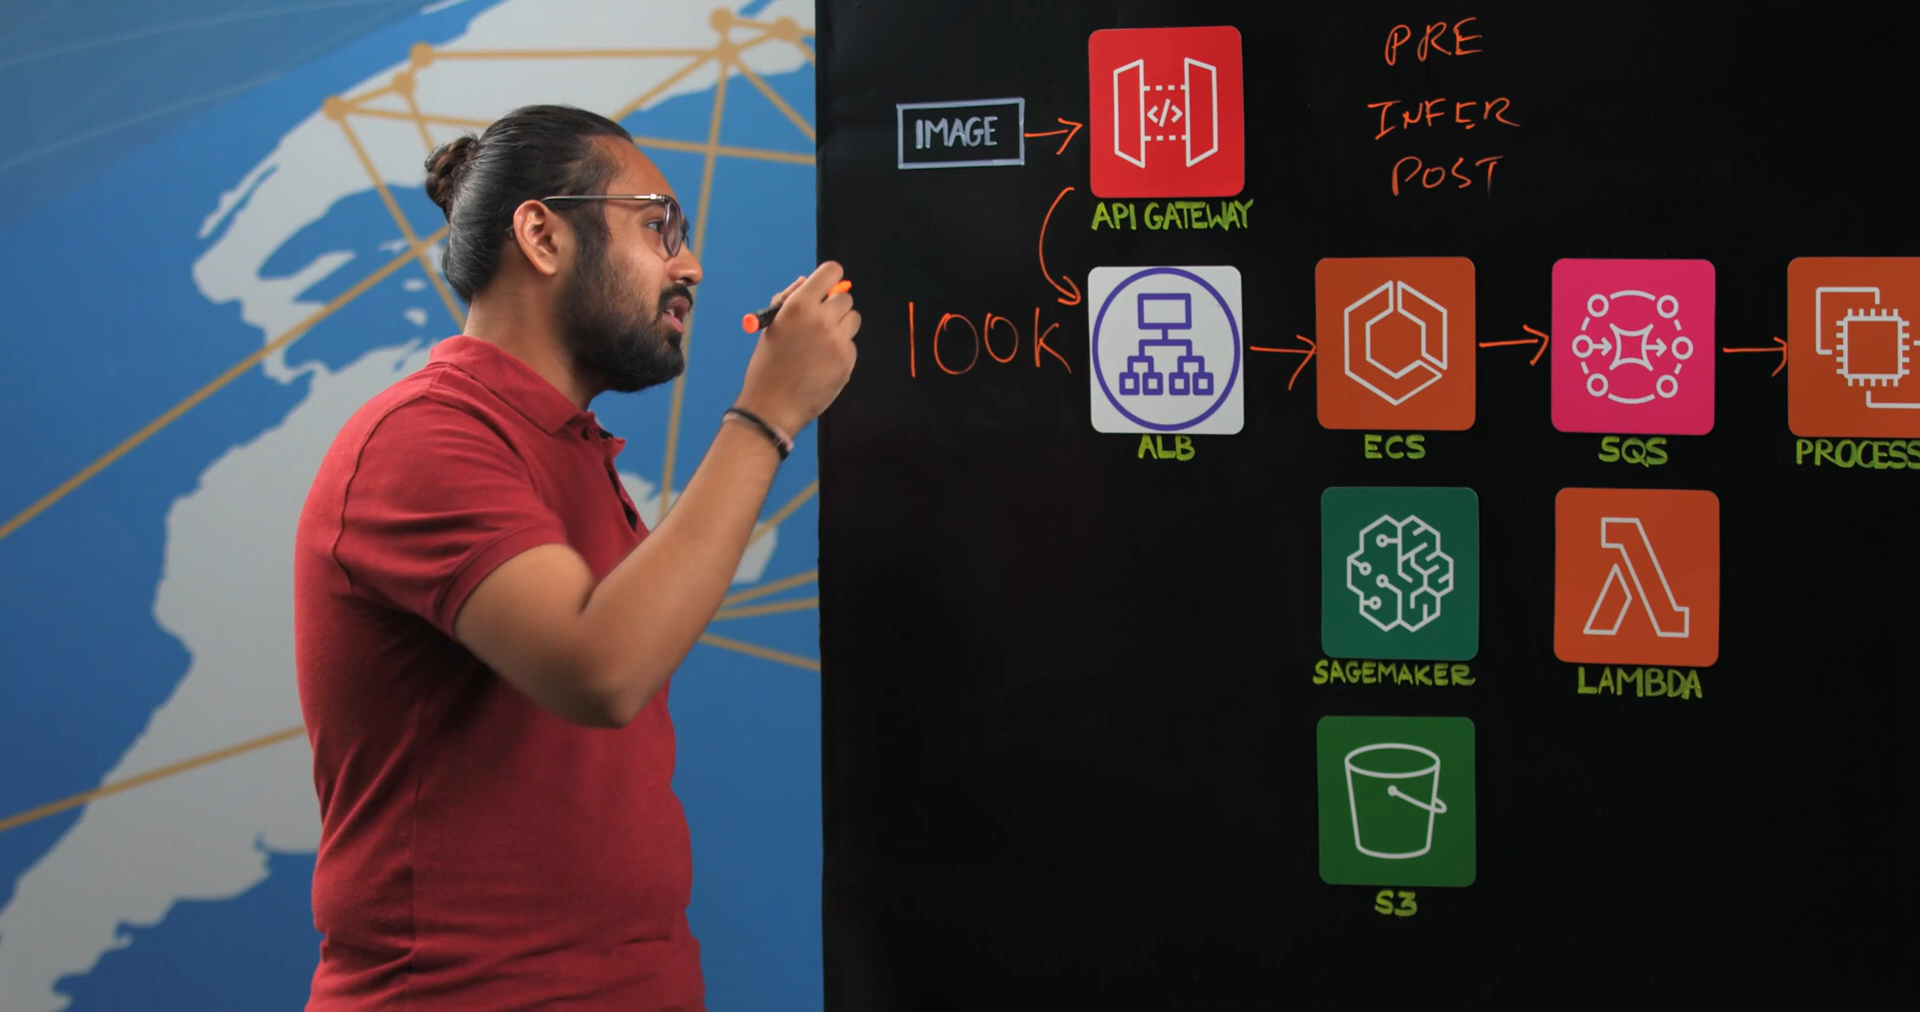 PRE
INFER
POST
IMAGE
</>
API GATEWAY
100K
ALB
ECS
SQS
PROCESS
SAGEMAKER
LAMBDA
S3